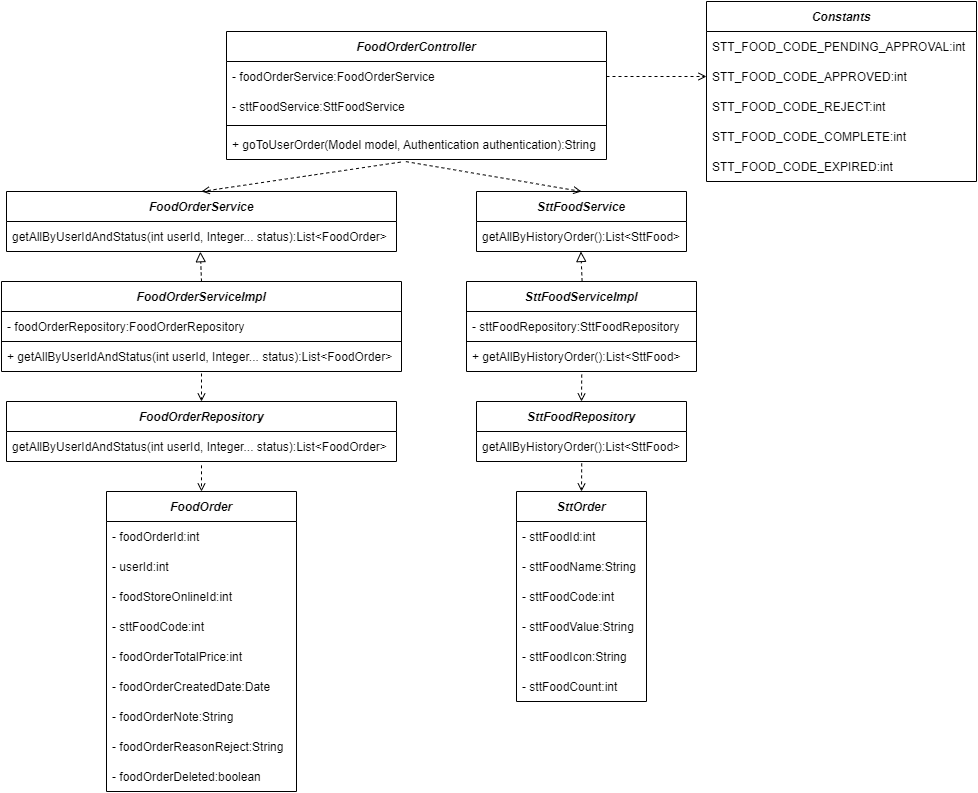 FoodOrderController
- foodOrderService:FoodOrderService
- sttFoodService:SttFoodService
+ goToUserOrder(Model model, Authentication authentication):String
Constants
STT_FOOD_CODE_PENDING_APPROVAL:int
STT_FOOD_CODE_APPROVED:int
STT_FOOD_CODE_REJECT:int
STT_FOOD_CODE_COMPLETE:int
STT_FOOD_CODE_EXPIRED:int
FoodOrderService
getAllByUserIdAndStatus(int userId, Integer... status):List<FoodOrder>
SttFoodService
getAllByHistoryOrder():List<SttFood>
FoodOrderServiceImpl
- foodOrderRepository:FoodOrderRepository
+ getAllByUserIdAndStatus(int userId, Integer... status):List<FoodOrder>
SttFoodServiceImpl
- sttFoodRepository:SttFoodRepository
+ getAllByHistoryOrder():List<SttFood>
FoodOrderRepository
getAllByUserIdAndStatus(int userId, Integer... status):List<FoodOrder>
SttFoodRepository
getAllByHistoryOrder():List<SttFood>
FoodOrder
- foodOrderId:int
- userId:int
- foodStoreOnlineId:int
- sttFoodCode:int
- foodOrderTotalPrice:int
- foodOrderCreatedDate:Date
- foodOrderNote:String
- foodOrderReasonReject:String
- foodOrderDeleted:boolean
SttOrder
- sttFoodId:int
- sttFoodName:String
- sttFoodCode:int
- sttFoodValue:String
- sttFoodIcon:String
- sttFoodCount:int